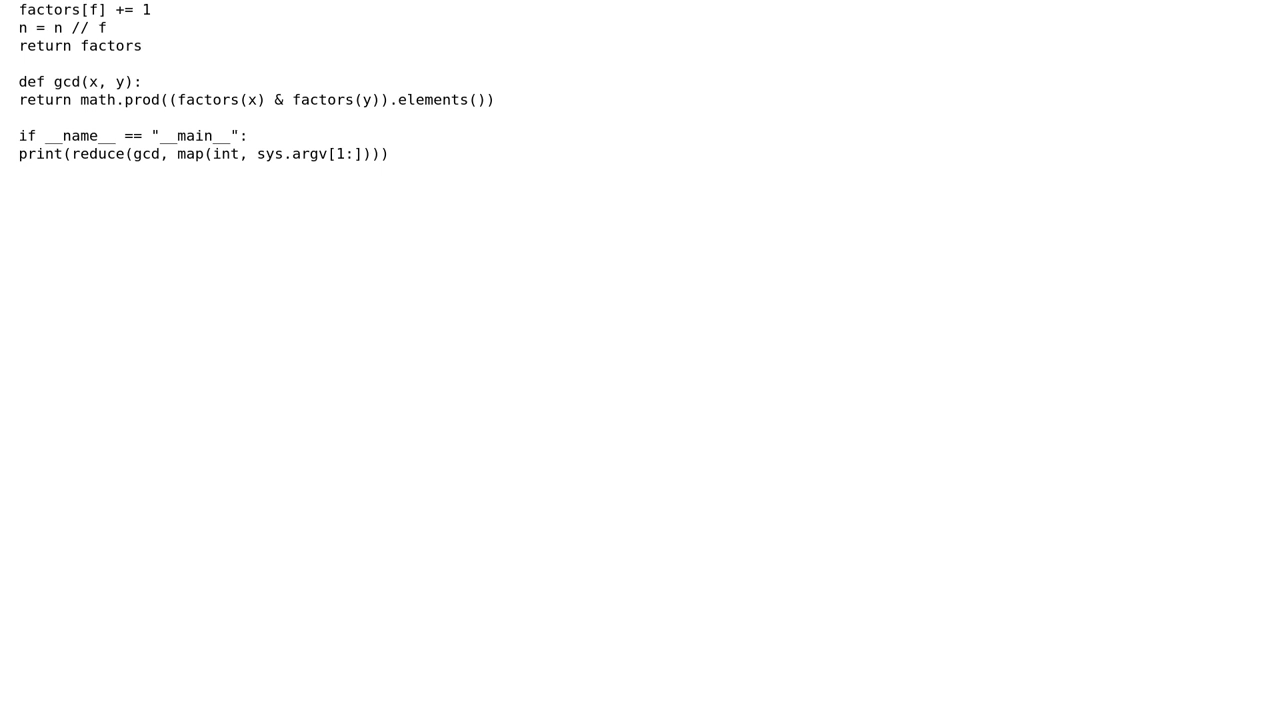 factors[f] += 1
n = n // f
return factors

def gcd(x, y):
return math.prod((factors(x) & factors(y)).elements())

if __name__ == "__main__":
print(reduce(gcd, map(int, sys.argv[1:])))